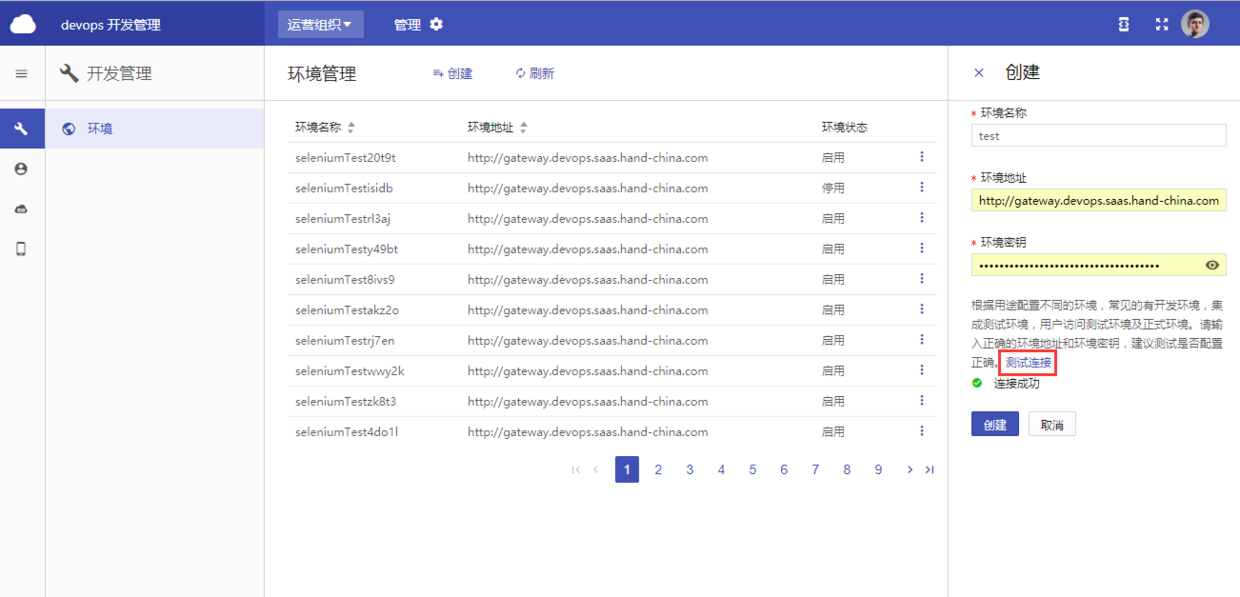 devops 开发管理
运营组织
管理
开发管理
环境
环境管理
创建
刷新
环境名称 环境地址 环境状态
seleniumTest20t9t http://gateway.devops.saas.hand-china.com 启用
seleniumTestisidb http://gateway.devops.saas.hand-china.com 停用
seleniumTestrl3aj http://gateway.devops.saas.hand-china.com 启用
seleniumTesty49bt http://gateway.devops.saas.hand-china.com 启用
seleniumTest8ivs9 http://gateway.devops.saas.hand-china.com 启用
seleniumTestakz2o http://gateway.devops.saas.hand-china.com 启用
seleniumTestrj7en http://gateway.devops.saas.hand-china.com 启用
seleniumTestwwy2k http://gateway.devops.saas.hand-china.com 启用
seleniumTestzk8t3 http://gateway.devops.saas.hand-china.com 启用
seleniumTest4do1l http://gateway.devops.saas.hand-china.com 启用
1 2 3 4 5 6 7 8 9
创建
* 环境名称
test
* 环境地址
http://gateway.devops.saas.hand-china.com
* 环境密钥
根据用途配置不同的环境，常见的有开发环境，集
成测试环境，用户访问测试环境及正式环境。请输
入正确的环境地址和环境密钥，建议测试是否配置
正确。测试连接
连接成功
创建 取消